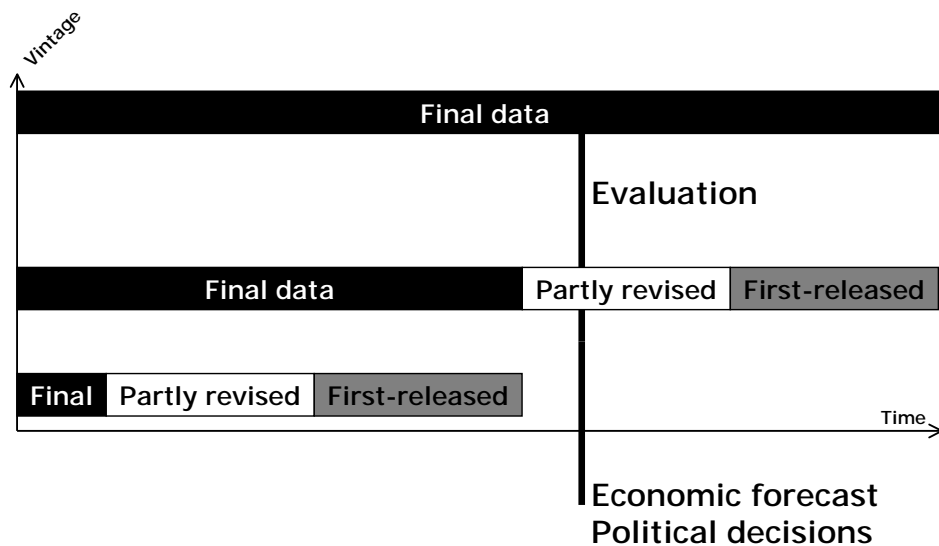 Vintage
Final data
Evaluation
Final data Partly revised First-released
Final Partly revised First-released
Time
Economic forecast
Political decisions